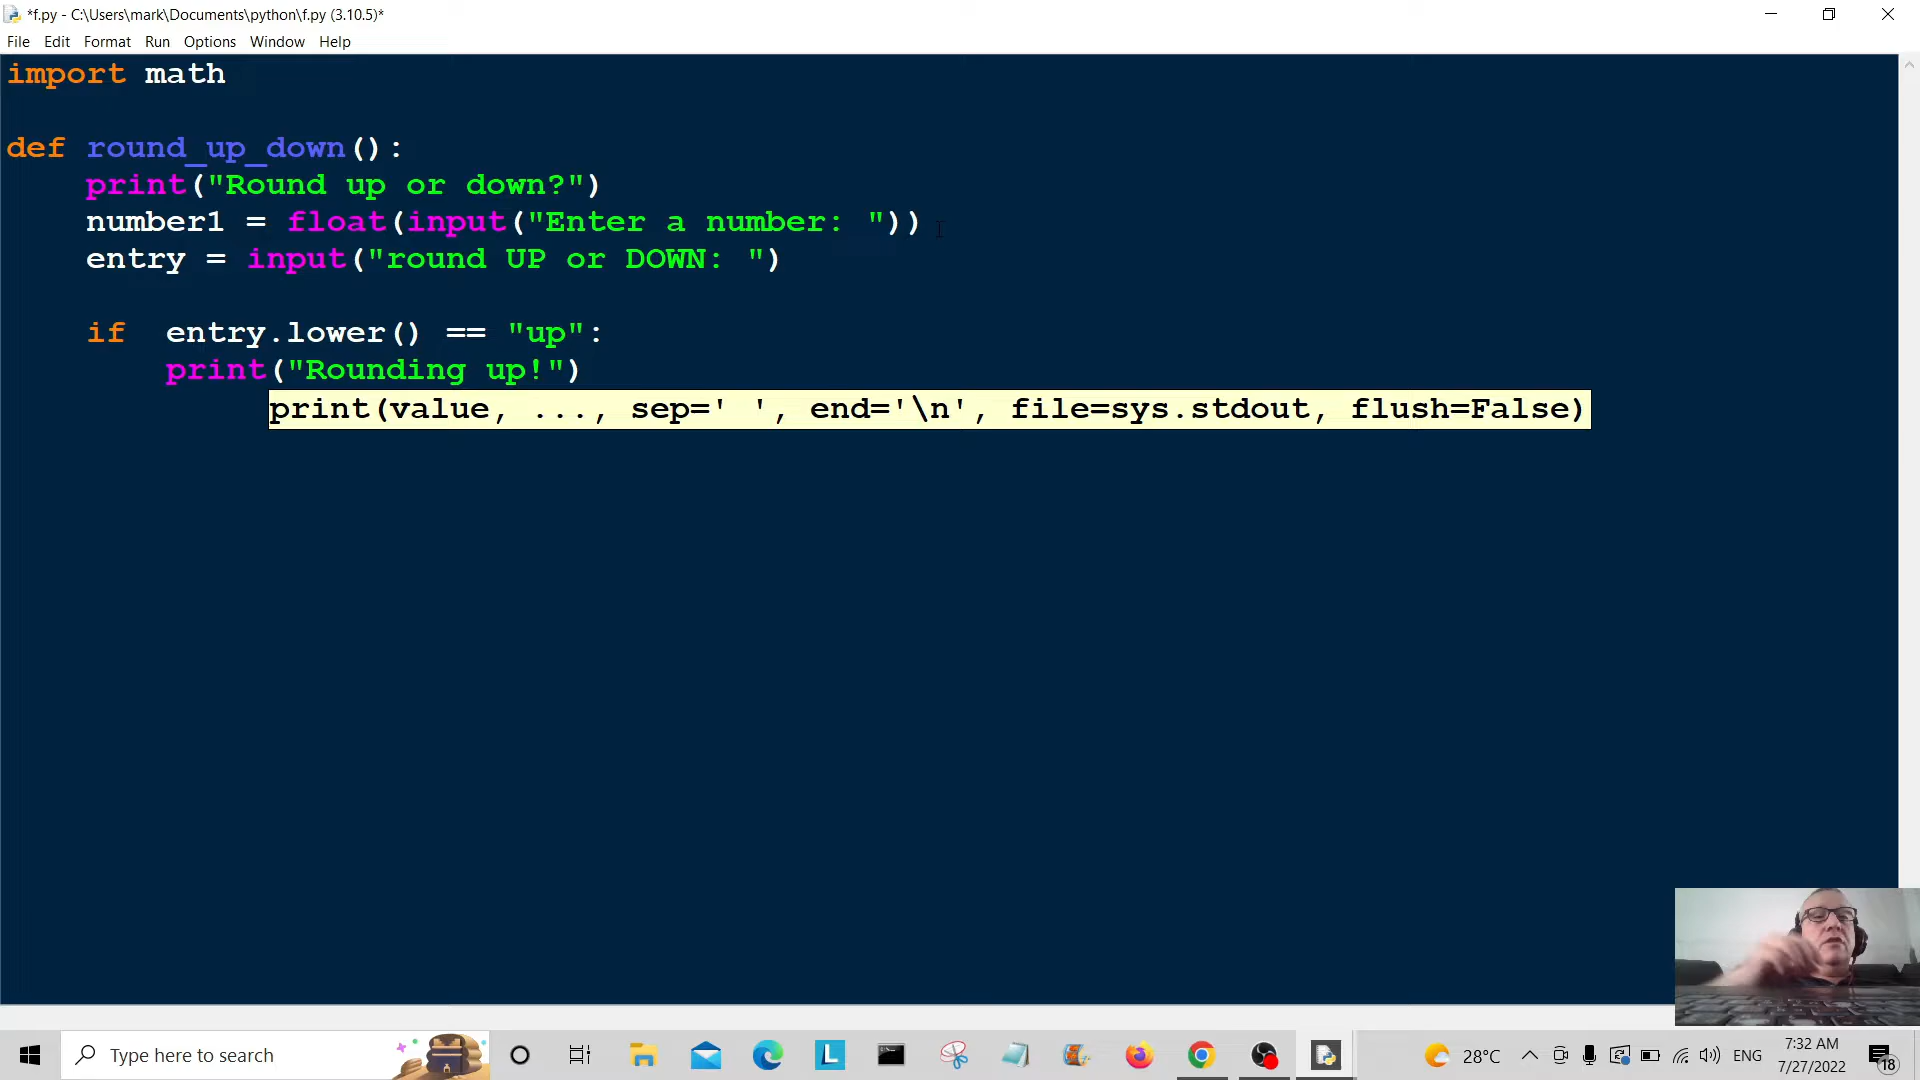 *f.py - C:\Users\mark\Documents\python\f.py (3.10.5)*
File Edit Format Run Options Window Help
import math
def round_up_down():
    print("Round up or down?")
    number1 = float(input("Enter a number: "))
    entry = input("round UP or DOWN: ")
    if  entry.lower() == "up":
        print("Rounding up!")
print(value, ..., sep=' ', end='\n', file=sys.stdout, flush=False)
Type here to search
L
28°C
ENG
7:32 AM
7/27/2022
18